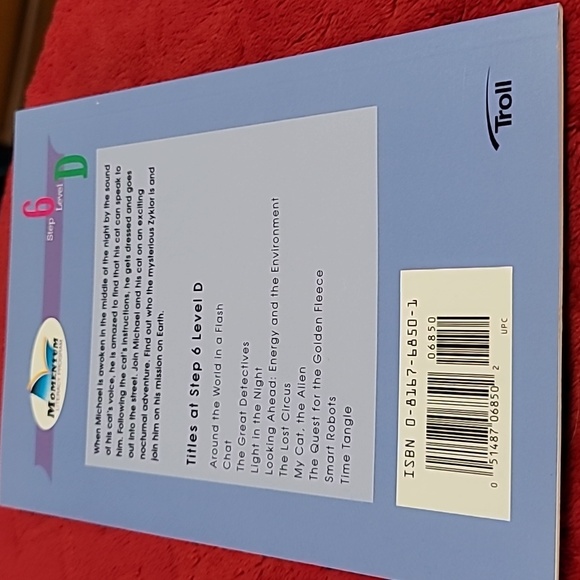 MOMENTUM
LITERACY PROGRAM
Step 6
Level D
When Michael is awoken in the middle of the night by the sound
of his cat's voice, he is amazed to find that his cat can speak to
him. Following the cat's instructions, he gets dressed and goes
out into the street. Join Michael and his cat on an exciting
nocturnal adventure. Find out who the mysterious Zyklor is and
join him on his mission on Earth.
Titles at Step 6 Level D
Around the World in a Flash
Chat
The Great Detectives
Light in the Night
Looking Ahead: Energy and the Environment
The Lost Circus
My Cat, the Alien
The Quest for the Golden Fleece
Smart Robots
Time Tangle
ISBN 0-8167-6850-1
06850
0 51487 06850 2
UPC
Troll